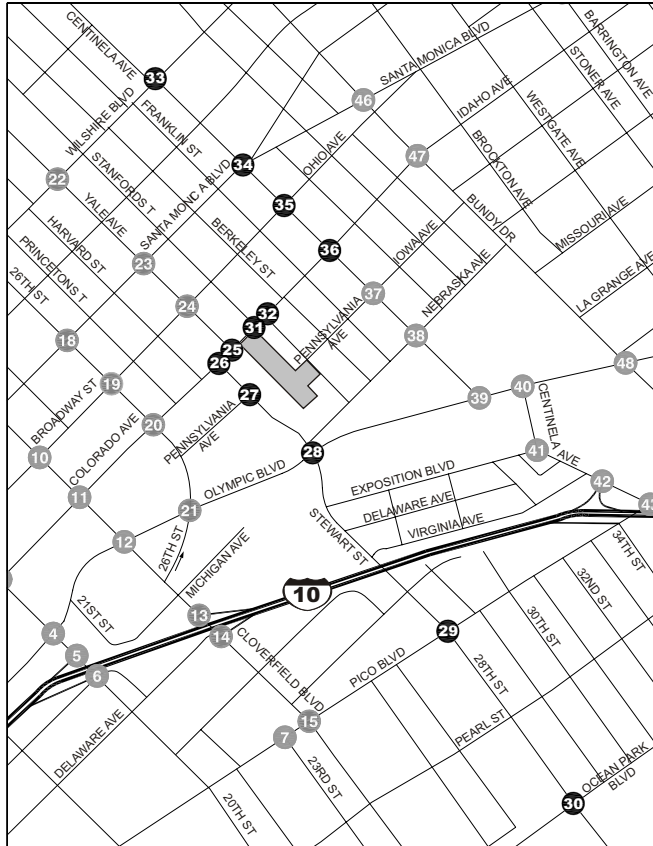 CENTINELA AVE
33
SANTA MONICA BLVD
BARRINGTON AVE
STONER AVE
WILSHIRE BLVD
FRANKLIN ST
46
IDAHO AVE
WESTGATE AVE
34
OHIO AVE
47
BROCKTON AVE
22
STANFORDS T
YALE AVE
SANTA MONC A BLVD
35
BERKELEY ST
BUNDY DR
MISSOURI AVE
HARVARD ST
PRINCETONS T
26TH ST
23
36
IOWA AVE
NEBRASKA AVE
LA GRANGE AVE
24
37
PENNSYLVANIA
AVE
32
31
38
18
25
26
48
19
27
39
40
BROADWAY ST
COLORADO AVE
20
PENNSYLVANIA
AVE
CENTINELA
AVE
10
28
41
11
OLYMPIC BLVD
EXPOSITION BLVD
42
21
DELAWARE AVE
43
12
26TH ST
STEWART ST
VIRGINIA AVE
MICHIGAN AVE
34TH ST
10
32ND ST
21ST ST
13
30TH ST
4
14
29
5
CLOVERFIELD BLVD
6
PICO BLVD
28TH ST
DELAWARE AVE
15
7
PEARL ST
23RD ST
20TH ST
OCEAN PARK
BLVD
30